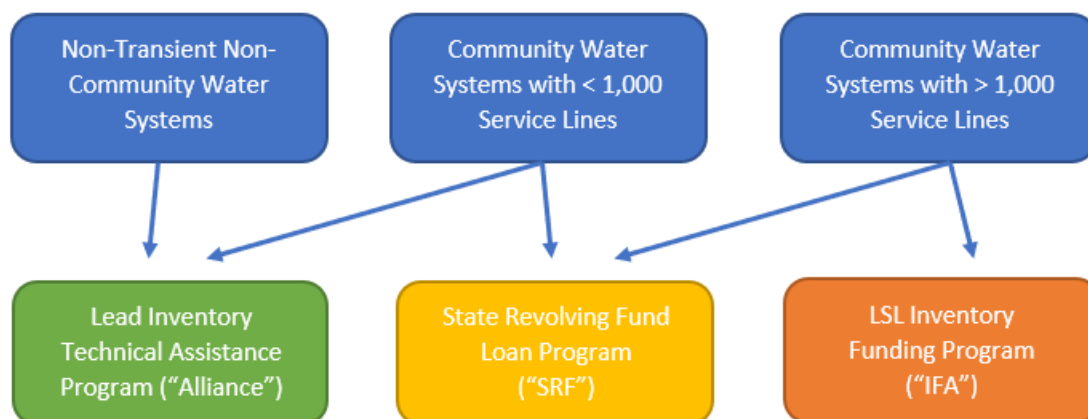 Non-Transient Non-
Community Water
Systems
Community Water
Systems with < 1,000
Service Lines
Community Water
Systems with > 1,000
Service Lines
Lead Inventory
Technical Assistance
Program (“Alliance”)
State Revolving Fund
Loan Program
(“SRF”)
LSL Inventory
Funding Program
(“IFA”)